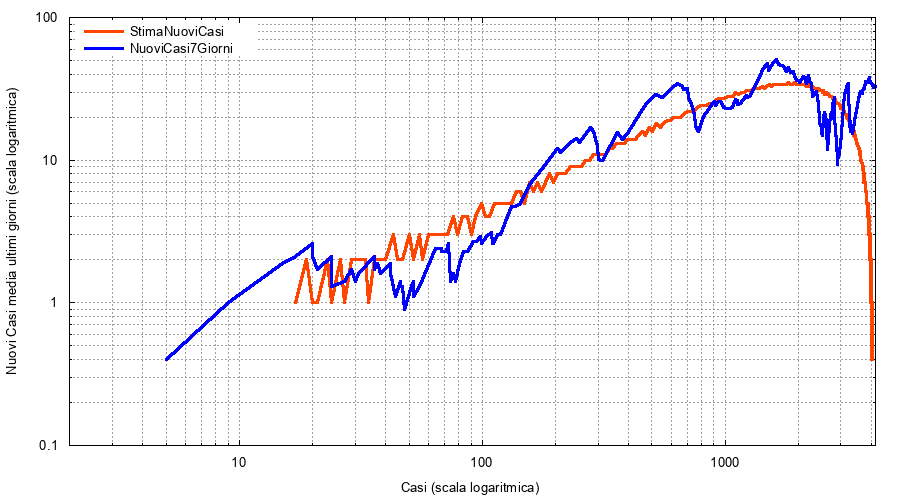 100
StimaNuoviCasi
NuoviCasi7Giorni
10
1
0.1
Nuovi Casi media ultimi giorni (scala logaritmica)
10
100
1000
Casi (scala logaritmica)